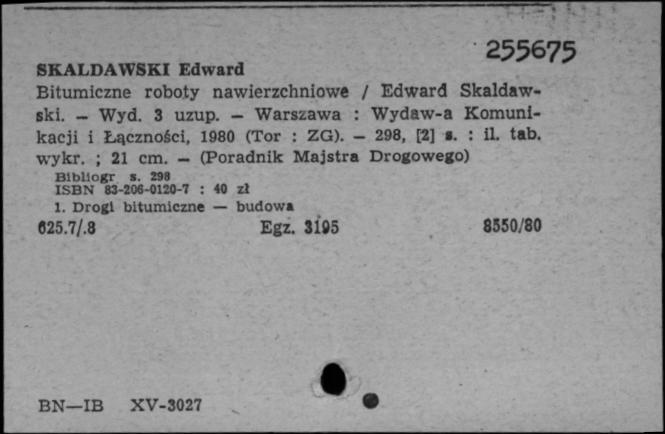 255675
SKALDAWSKI Edward
Bitumiczne roboty nawierzchniowe / Edward Skaldaw-
ski. — Wyd. 3 uzup. — Warszawa : Wydaw-a Komuni-
kacji i Łączności, 1980 (Tor : ZG). — 298, [2] s. : il. tab.
wykr. ; 21 cm. — (Poradnik Majstra Drogowego)
Bibliogr s. 298
ISBN 83-206-0120-7 : 40 zł
1. Drogi bitumiczne — budowa
625.7/.8 Egz. 3195 8550/80
BN—IB XV-3027